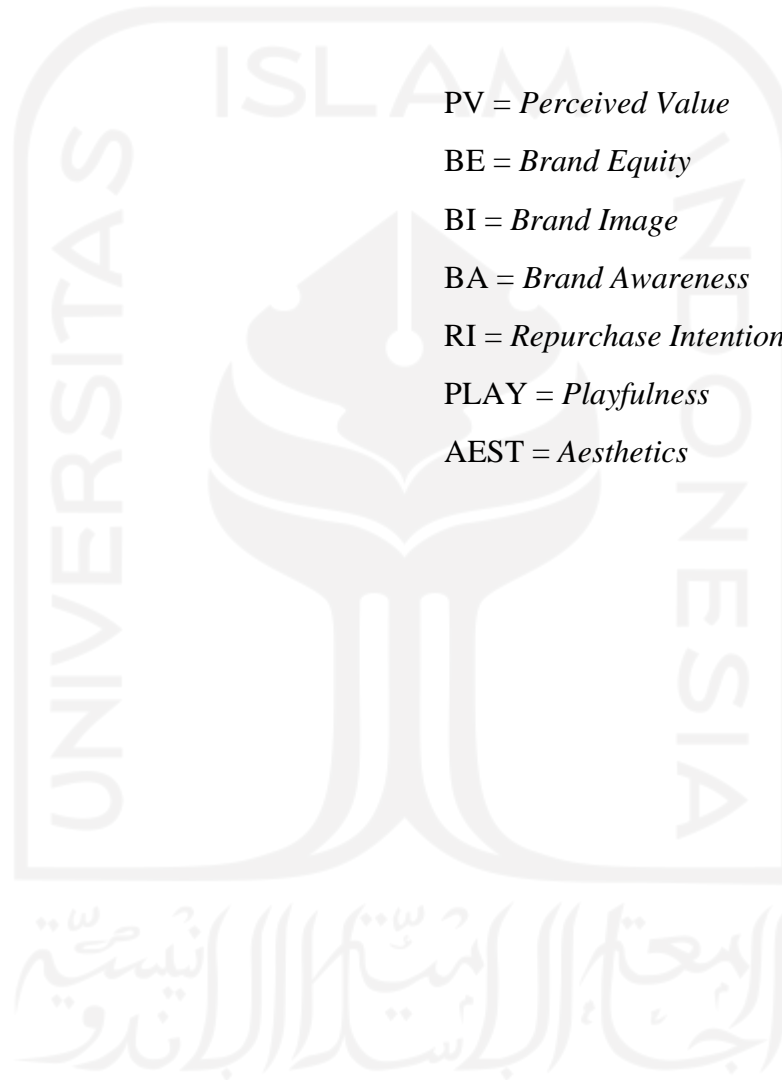 ISLAM
UNIVERSITAS
INDONESIA
PV = Perceived Value
BE = Brand Equity
BI = Brand Image
BA = Brand Awareness
RI = Repurchase Intention
PLAY = Playfulness
AEST = Aesthetics